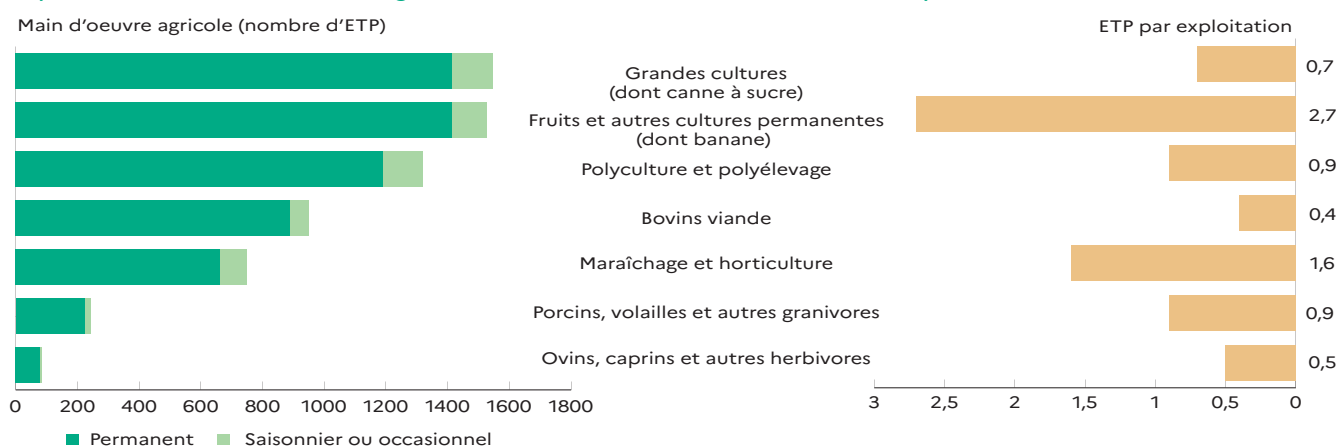 Main d'oeuvre agricole (nombre d'ETP)
ETP par exploitation
Grandes cultures
(dont canne à sucre)
0,7
Fruits et autres cultures permanentes
(dont banane)
2,7
Polyculture et polyélevage
0,9
Bovins viande
0,4
Maraîchage et horticulture
1,6
Porcins, volailles et autres granivores
0,9
Ovins, caprins et autres herbivores
0,5
0 200 400 600 800 1000 1200 1400 1600 1800
3 2,5 2 1,5 1 0,5 0
Permanent Saisonnier ou occasionnel